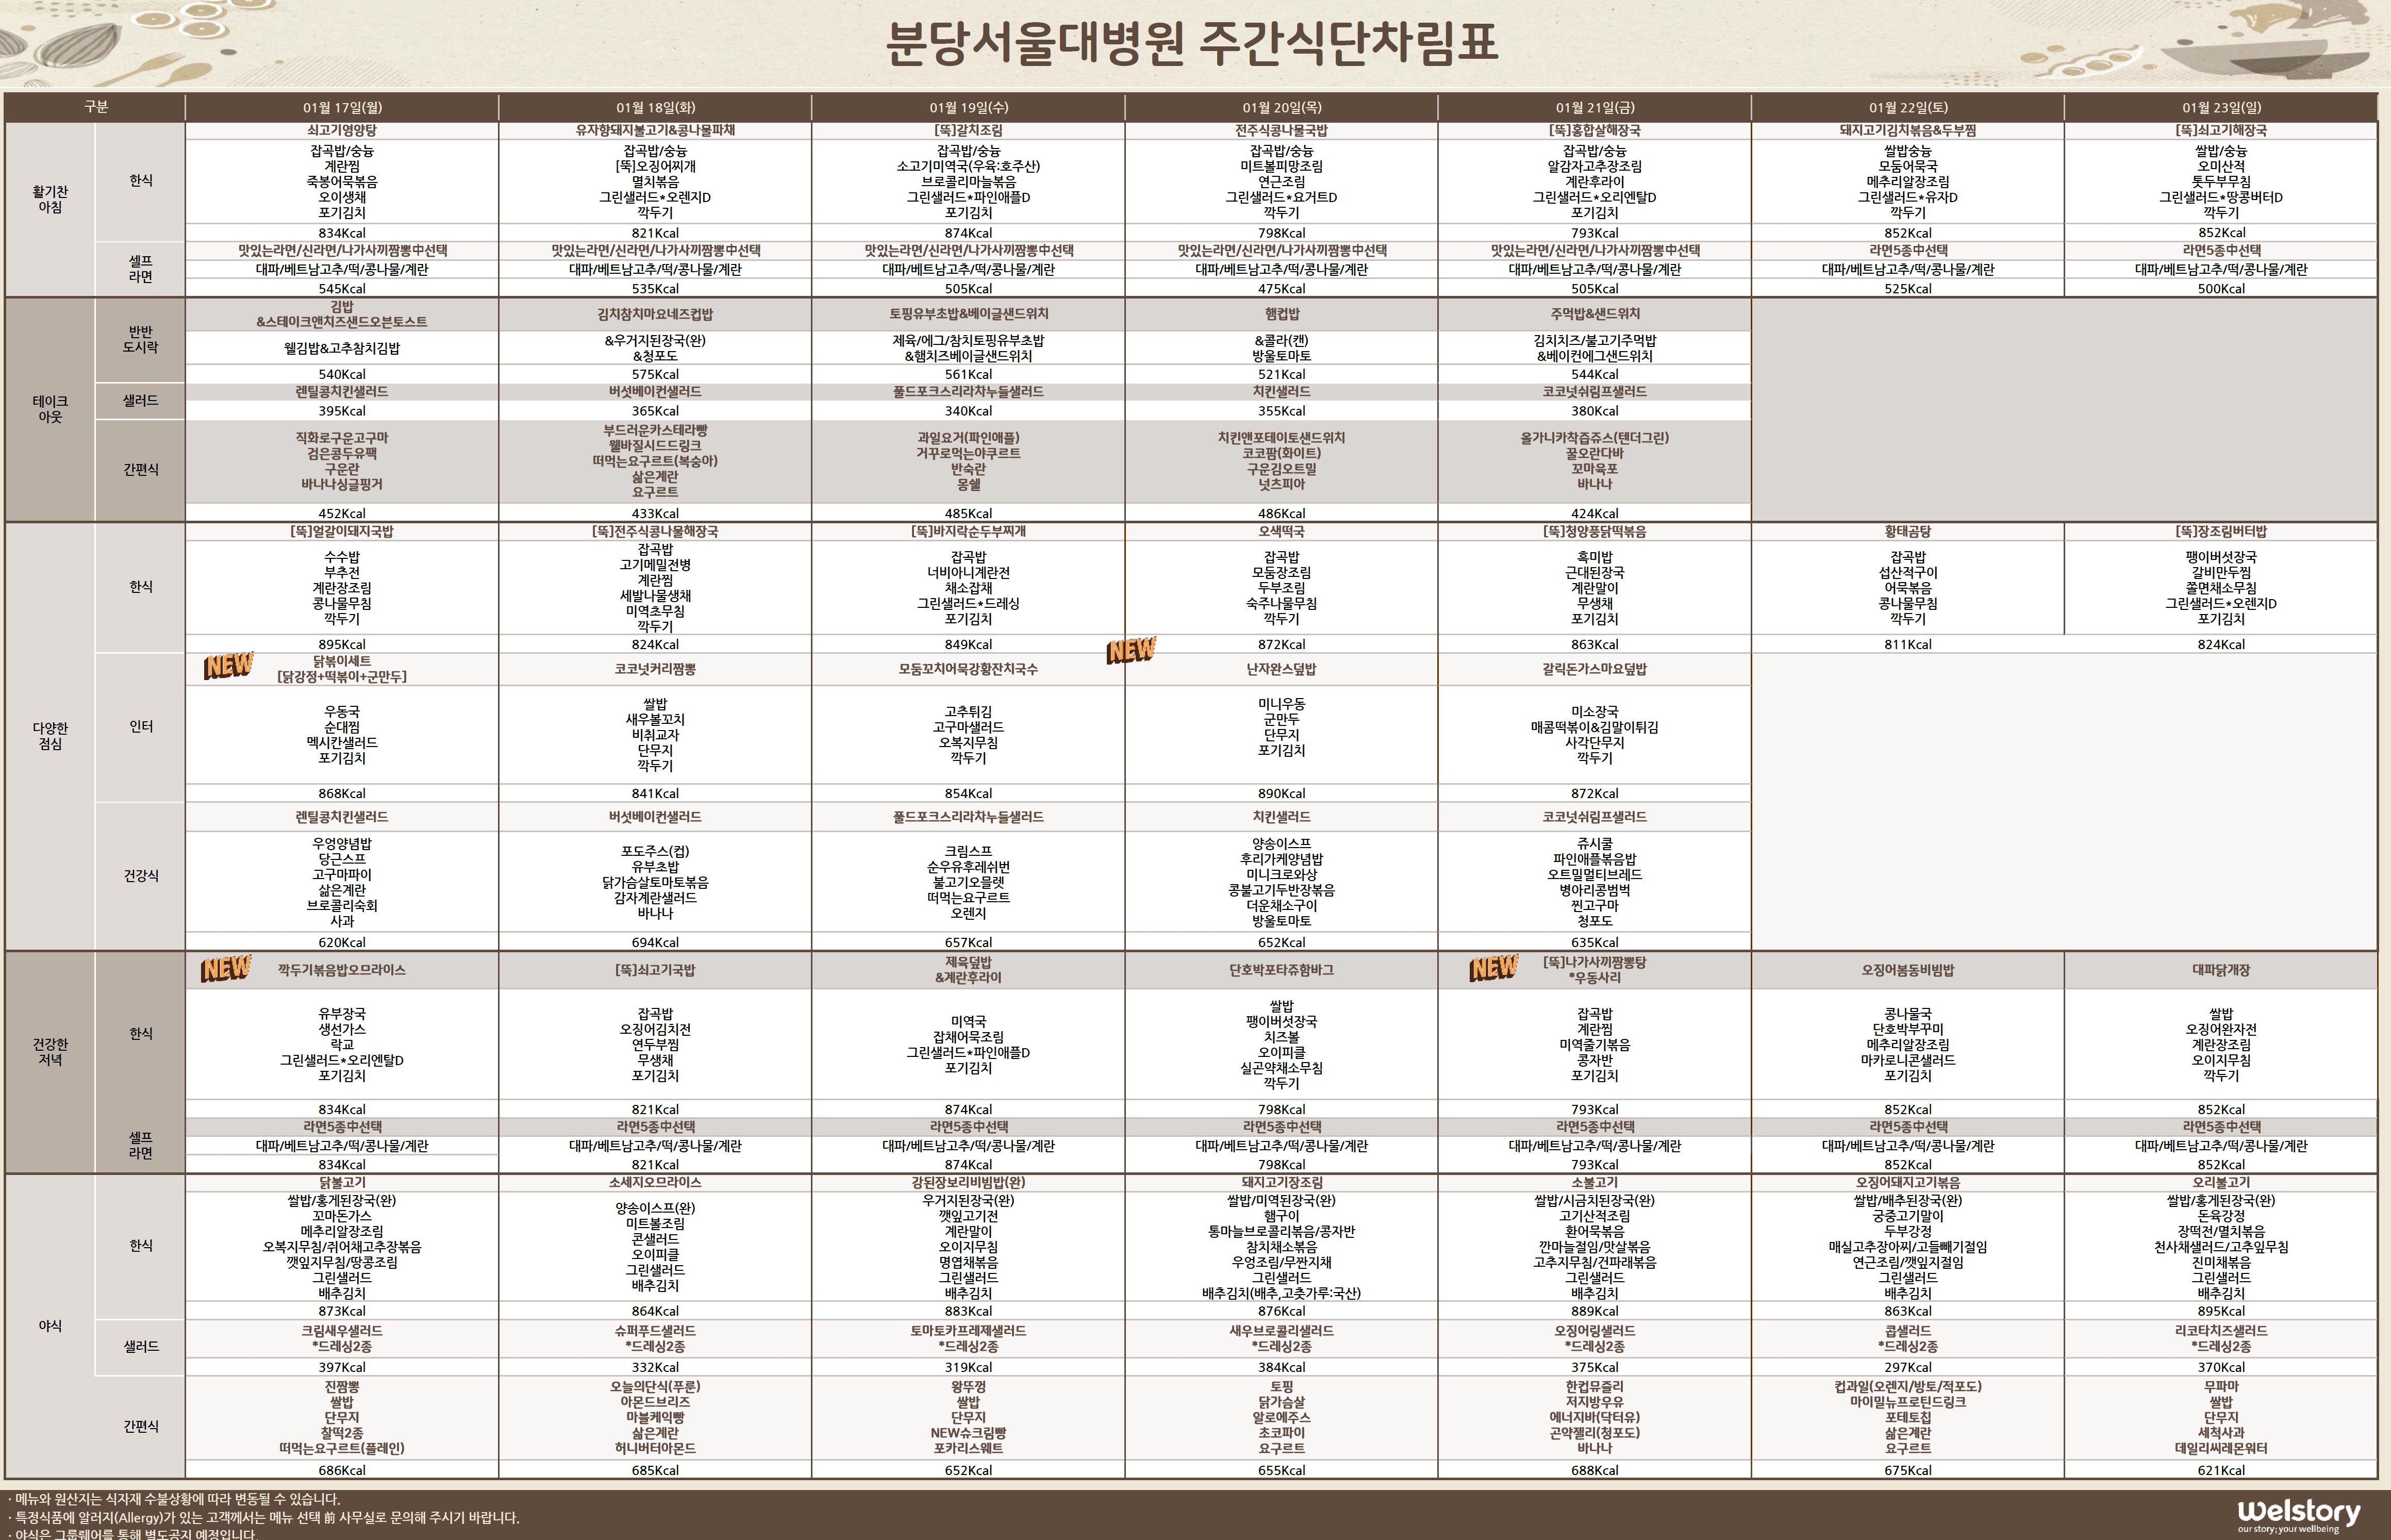 분당서울대병원 주간식단차림표
구분
01월 17일(월)
01월 18일(화)
01월 19일(수)
01월 20일(목)
01월 21일(금)
01월 22일(토)
01월 23일(일)
활기찬
아침
한식
쇠고기영양탕
잡곡밥/숭늉
계란찜
죽봉어묵볶음
오이생채
포기김치
834Kcal
유자향돼지불고기&콩나물파채
잡곡밥/숭늉
[뚝]오징어찌개
멸치볶음
그린샐러드*오렌지D
깍두기
821Kcal
[뚝]갈치조림
잡곡밥/숭늉
소고기미역국(우육:호주산)
브로콜리마늘볶음
그린샐러드*파인애플D
포기김치
874Kcal
전주식콩나물국밥
잡곡밥/숭늉
미트볼피망조림
연근조림
그린샐러드*요거트D
깍두기
798Kcal
[뚝]홍합살해장국
잡곡밥/숭늉
알감자고추장조림
계란후라이
그린샐러드*오리엔탈D
포기김치
793Kcal
돼지고기김치볶음&두부찜
쌀밥숭늉
모둠어묵국
메추리알장조림
그린샐러드*유자D
깍두기
852Kcal
[뚝]쇠고기해장국
쌀밥/숭늉
오미산적
톳두부무침
그린샐러드*땅콩버터D
깍두기
852Kcal
셀프
라면
맛있는라면/신라면/나가사끼짬뽕中선택
대파/베트남고추/떡/콩나물/계란
545Kcal
맛있는라면/신라면/나가사끼짬뽕中선택
대파/베트남고추/떡/콩나물/계란
535Kcal
맛있는라면/신라면/나가사끼짬뽕中선택
대파/베트남고추/떡/콩나물/계란
505Kcal
맛있는라면/신라면/나가사끼짬뽕中선택
대파/베트남고추/떡/콩나물/계란
475Kcal
맛있는라면/신라면/나가사끼짬뽕中선택
대파/베트남고추/떡/콩나물/계란
505Kcal
라면5종中선택
대파/베트남고추/떡/콩나물/계란
525Kcal
라면5종中선택
대파/베트남고추/떡/콩나물/계란
500Kcal
테이크
아웃
반반
도시락
김밥
&스테이크앤치즈샌드오븐토스트
웰김밥&고추참치김밥
540Kcal
김치참치마요네즈컵밥
&우거지된장국(완)
&청포도
575Kcal
토핑유부초밥&베이글샌드위치
제육/에그/참치토핑유부초밥
&햄치즈베이글샌드위치
561Kcal
햄컵밥
&콜라(캔)
방울토마토
521Kcal
주먹밥&샌드위치
김치치즈/불고기주먹밥
&베이컨에그샌드위치
544Kcal
샐러드
렌틸콩치킨샐러드
395Kcal
버섯베이컨샐러드
365Kcal
풀드포크스리라차누들샐러드
340Kcal
치킨샐러드
355Kcal
코코넛쉬림프샐러드
380Kcal
간편식
직화로구운고구마
검은콩두유팩
구운란
바나나싱글핑거
452Kcal
부드러운카스테라빵
웰바질시드드링크
떠먹는요구르트(복숭아)
삶은계란
요구르트
433Kcal
과일요거(파인애플)
거꾸로먹는야쿠르트
반숙란
몽쉘
485Kcal
치킨앤포테이토샌드위치
코코팜(화이트)
구운김오트밀
넛츠피아
486Kcal
올가니카착즙쥬스(텐더그린)
꿀오란다바
꼬마육포
바나나
424Kcal
다양한
점심
한식
[뚝]얼갈이돼지국밥
수수밥
부추전
계란장조림
콩나물무침
깍두기
895Kcal
[뚝]전주식콩나물해장국
잡곡밥
고기메밀전병
계란찜
세발나물생채
미역초무침
깍두기
824Kcal
[뚝]바지락순두부찌개
잡곡밥
너비아니계란전
채소잡채
그린샐러드*드레싱
포기김치
849Kcal
오색떡국
잡곡밥
모둠장조림
두부조림
숙주나물무침
깍두기
872Kcal
[뚝]청양풍닭떡볶음
흑미밥
근대된장국
계란말이
무생채
포기김치
863Kcal
황태곰탕
잡곡밥
섭산적구이
어묵볶음
콩나물무침
깍두기
811Kcal
[뚝]장조림버터밥
팽이버섯장국
갈비만두찜
쫄면채소무침
그린샐러드*오렌지D
포기김치
824Kcal
인터
NEW
닭볶이세트
[닭강정+떡볶이+군만두]
우동국
순대찜
멕시칸샐러드
포기김치
868Kcal
코코넛커리짬뽕
쌀밥
새우볼꼬치
비취교자
단무지
깍두기
841Kcal
모둠꼬치어묵강황잔치국수
고추튀김
고구마샐러드
오복지무침
깍두기
854Kcal
NEW
난자완스덮밥
미니우동
군만두
단무지
포기김치
890Kcal
갈릭돈가스마요덮밥
미소장국
매콤떡볶이&김말이튀김
사각단무지
깍두기
872Kcal
건강식
렌틸콩치킨샐러드
우엉양념밥
당근스프
고구마파이
삶은계란
브로콜리숙회
사과
620Kcal
버섯베이컨샐러드
포도주스(컵)
유부초밥
닭가슴살토마토볶음
감자계란샐러드
바나나
694Kcal
풀드포크스리라차누들샐러드
크림스프
순우유후레쉬번
불고기오믈렛
떠먹는요구르트
오렌지
657Kcal
치킨샐러드
양송이스프
후리가케양념밥
미니크로와상
콩불고기두반장볶음
더운채소구이
방울토마토
652Kcal
코코넛쉬림프샐러드
쥬시쿨
파인애플볶음밥
오트밀멀티브레드
병아리콩범벅
찐고구마
청포도
635Kcal
건강한
저녁
한식
NEW
깍두기볶음밥오므라이스
유부장국
생선가스
락교
그린샐러드*오리엔탈D
포기김치
834Kcal
[뚝]쇠고기국밥
잡곡밥
오징어김치전
연두부찜
무생채
포기김치
821Kcal
제육덮밥
&계란후라이
미역국
잡채어묵조림
그린샐러드*파인애플D
포기김치
874Kcal
단호박포타쥬함바그
쌀밥
팽이버섯장국
치즈볼
오이피클
실곤약채소무침
깍두기
798Kcal
NEW
[뚝]나가사끼짬뽕탕
*우동사리
잡곡밥
계란찜
미역줄기볶음
콩자반
포기김치
793Kcal
오징어봄동비빔밥
콩나물국
단호박부꾸미
메추리알장조림
마카로니콘샐러드
포기김치
852Kcal
대파닭개장
쌀밥
오징어완자전
계란장조림
오이지무침
깍두기
852Kcal
셀프
라면
라면5종中선택
대파/베트남고추/떡/콩나물/계란
834Kcal
라면5종中선택
대파/베트남고추/떡/콩나물/계란
821Kcal
라면5종中선택
대파/베트남고추/떡/콩나물/계란
874Kcal
라면5종中선택
대파/베트남고추/떡/콩나물/계란
798Kcal
라면5종中선택
대파/베트남고추/떡/콩나물/계란
793Kcal
라면5종中선택
대파/베트남고추/떡/콩나물/계란
852Kcal
라면5종中선택
대파/베트남고추/떡/콩나물/계란
852Kcal
야식
한식
닭불고기
쌀밥/홍게된장국(완)
꼬마돈가스
메추리알장조림
오복지무침/쥐어채고추장볶음
깻잎지무침/땅콩조림
그린샐러드
배추김치
873Kcal
소세지오므라이스
양송이스프(완)
미트볼조림
콘샐러드
오이피클
그린샐러드
배추김치
864Kcal
강된장보리비빔밥(완)
우거지된장국(완)
깻잎고기전
계란말이
오이지무침
명엽채볶음
그린샐러드
배추김치
883Kcal
돼지고기장조림
쌀밥/미역된장국(완)
햄구이
통마늘브로콜리볶음/콩자반
참치채소볶음
우엉조림/무짠지채
그린샐러드
배추김치(배추,고춧가루:국산)
876Kcal
소불고기
쌀밥/시금치된장국(완)
고기산적조림
환어묵볶음
깐마늘절임/맛살볶음
고추지무침/건파래볶음
그린샐러드
배추김치
889Kcal
오징어돼지고기볶음
쌀밥/배추된장국(완)
궁중고기말이
두부강정
매실고추장아찌/고들빼기절임
연근조림/깻잎지절임
그린샐러드
배추김치
863Kcal
오리불고기
쌀밥/홍게된장국(완)
돈육강정
장떡전/멸치볶음
천사채샐러드/고추잎무침
진미채볶음
그린샐러드
배추김치
895Kcal
샐러드
크림새우샐러드
*드레싱2종
397Kcal
슈퍼푸드샐러드
*드레싱2종
332Kcal
토마토카프레제샐러드
*드레싱2종
319Kcal
새우브로콜리샐러드
*드레싱2종
384Kcal
오징어링샐러드
*드레싱2종
375Kcal
콥샐러드
*드레싱2종
297Kcal
리코타치즈샐러드
*드레싱2종
370Kcal
간편식
진짬뽕
쌀밥
단무지
찰떡2종
떠먹는요구르트(플레인)
686Kcal
오늘의단식(푸룬)
아몬드브리즈
마블케익빵
삶은계란
허니버터아몬드
685Kcal
왕뚜껑
쌀밥
단무지
NEW슈크림빵
포카리스웨트
652Kcal
토핑
닭가슴살
알로에주스
초코파이
요구르트
655Kcal
한컵뮤즐리
저지방우유
에너지바(닥터유)
곤약젤리(청포도)
바나나
688Kcal
컵과일(오렌지/방토/적포도)
마이밀뉴프로틴드링크
포테토칩
삶은계란
요구르트
675Kcal
무파마
쌀밥
단무지
세척사과
데일리씨레몬워터
621Kcal
· 메뉴와 원산지는 식자재 수불상황에 따라 변동될 수 있습니다.
· 특정식품에 알러지(Allergy)가 있는 고객께서는 메뉴 선택 前 사무실로 문의해 주시기 바랍니다.
· 야식은 그룹웨어를 통해 별도공지 예정입니다.
welstory
our story; your wellbeing